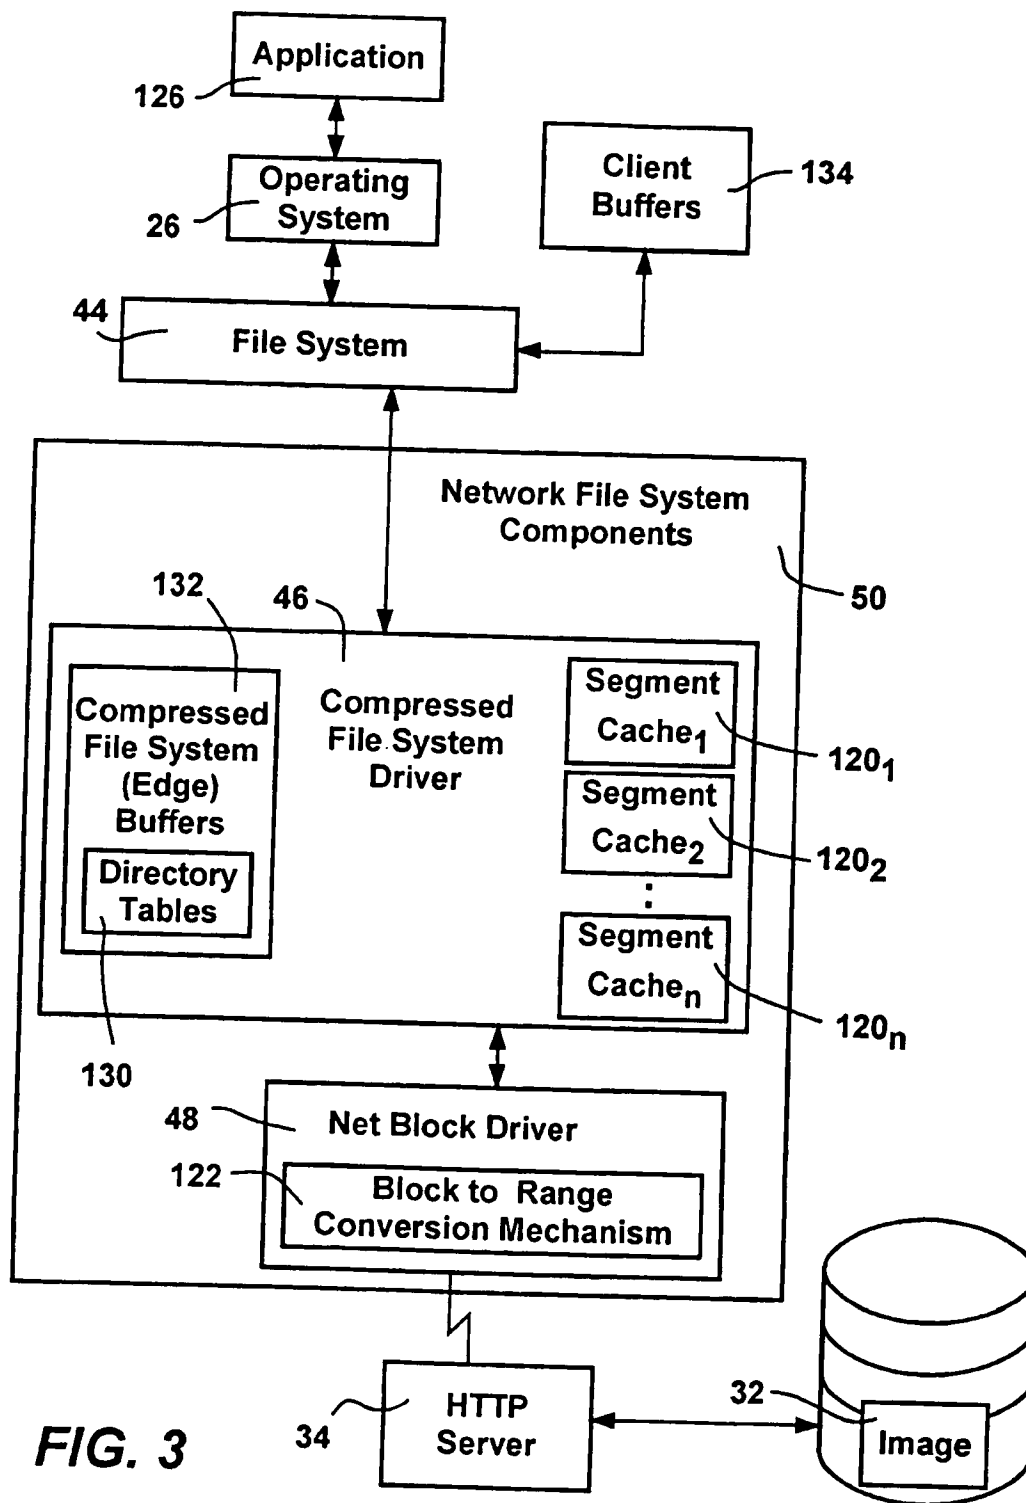 Application
126
Operating
System
26
Client
Buffers
134
44
File System
Network File System
Components
50
132
46
Compressed
File System
(Edge)
Buffers
Directory
Tables
130
Compressed
File System
Driver
Segment
Cache1
1201
Segment
Cache2
1202
Segment
Cachen
120n
48
Net Block Driver
122
Block to Range
Conversion Mechanism
HTTP
Server
34
32
Image
FIG. 3